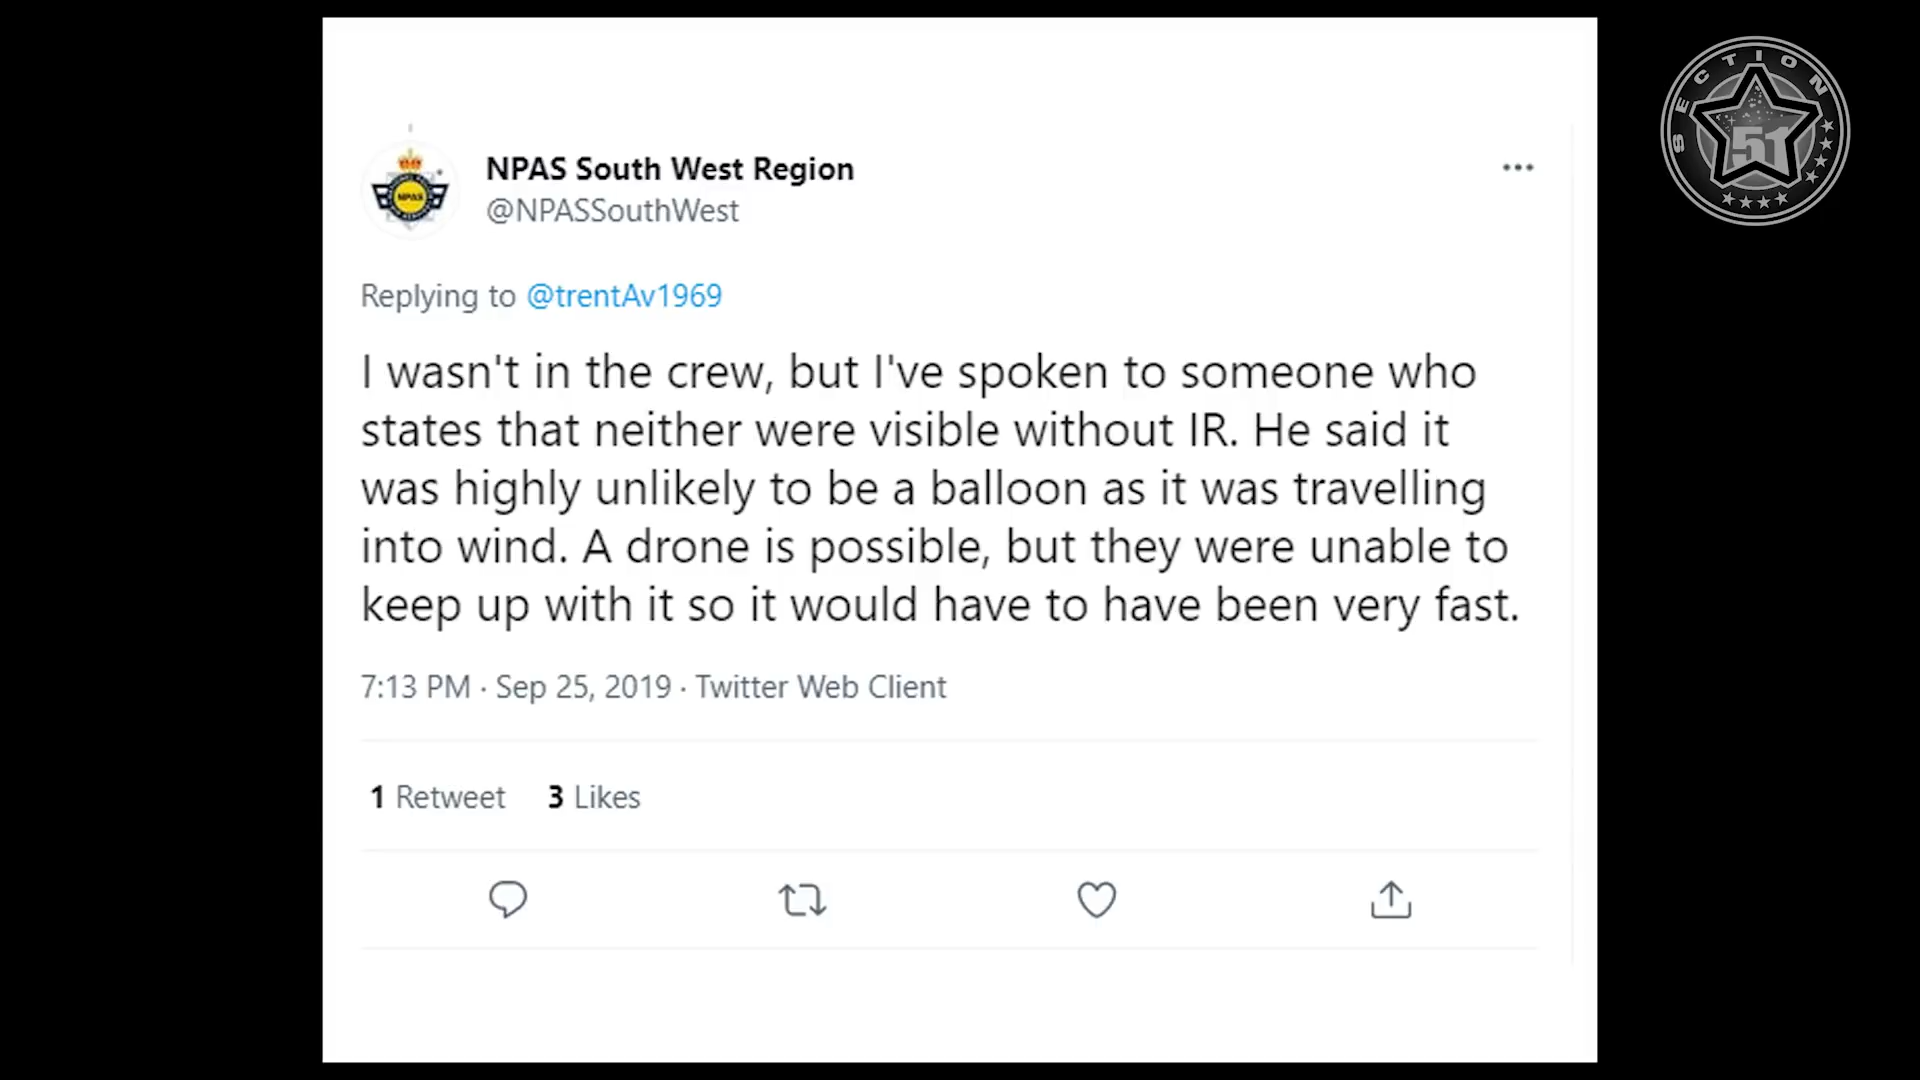 SECTION
51
NPAS South West Region
NPAS
@NPASSouthWest
Replying to @trentAv1969
I wasn't in the crew, but I've spoken to someone who
states that neither were visible without IR. He said it
was highly unlikely to be a balloon as it was travelling
into wind. A drone is possible, but they were unable to
keep up with it so it would have to have been very fast.
7:13 PM · Sep 25, 2019 · Twitter Web Client
1 Retweet 3 Likes